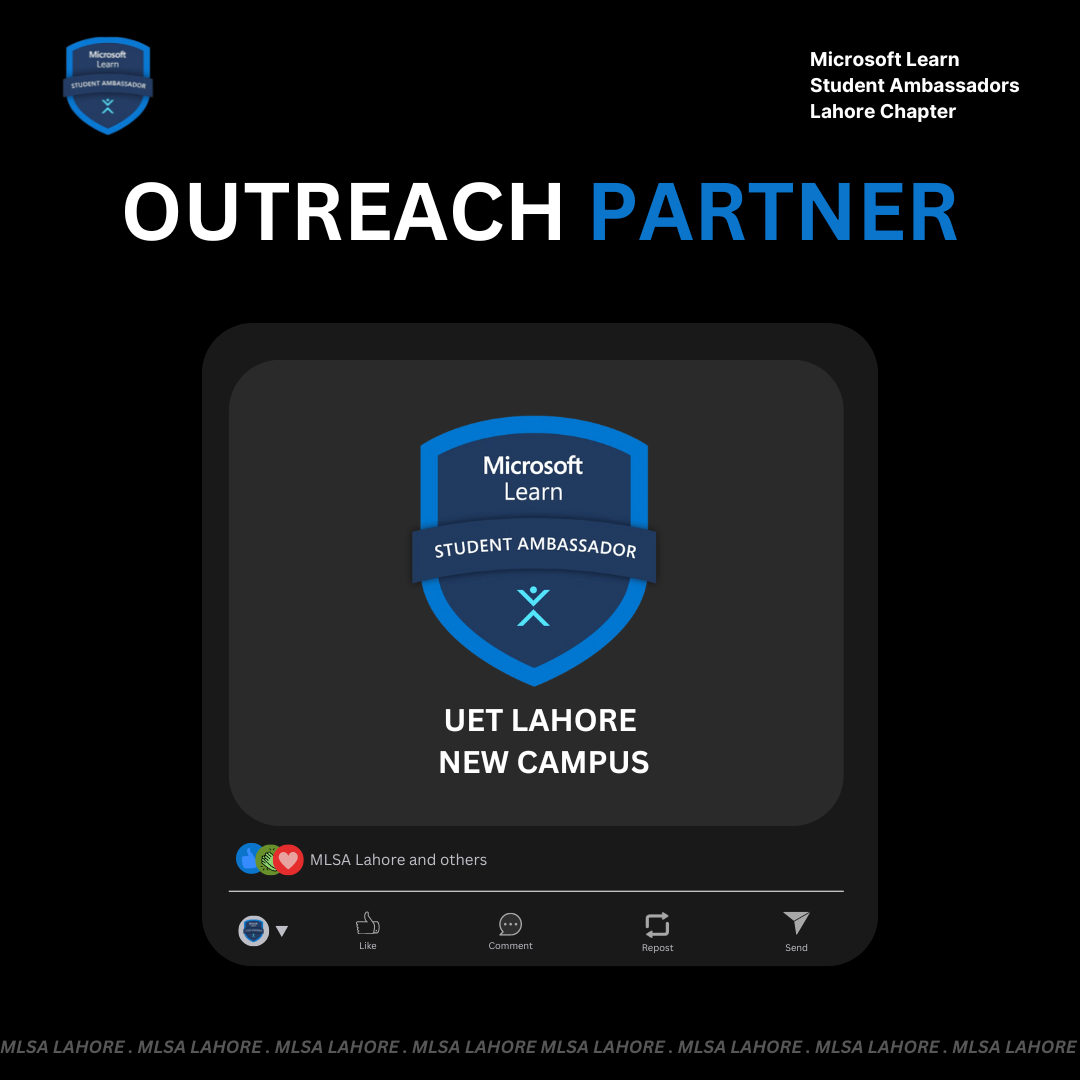 Microsoft
Learn
STUDENT AMBASSADOR
Microsoft Learn
Student Ambassadors
Lahore Chapter
OUTREACH PARTNER
Microsoft
Learn
STUDENT AMBASSADOR
UET LAHORE
NEW CAMPUS
MLSA Lahore and others
Like
Comment
Repost
Send
MLSA LAHORE . MLSA LAHORE . MLSA LAHORE . MLSA LAHORE MLSA LAHORE . MLSA LAHORE . MLSA LAHORE . MLSA LAHORE